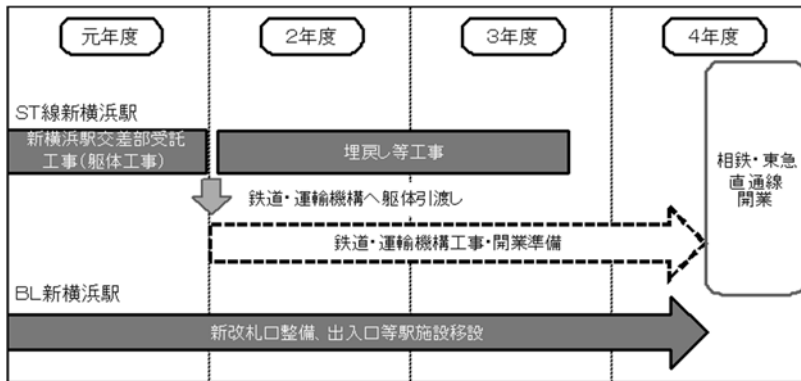 元年度
2年度
3年度
4年度
ST線新横浜駅
新横浜駅交差部受託
工事(躯体工事)
埋戻し等工事
相鉄・東急
直通線
開業
鉄道・運輸機構へ躯体引渡し
鉄道・運輸機構工事・開業準備
BL新横浜駅
新改札口整備、出入口等駅施設移設